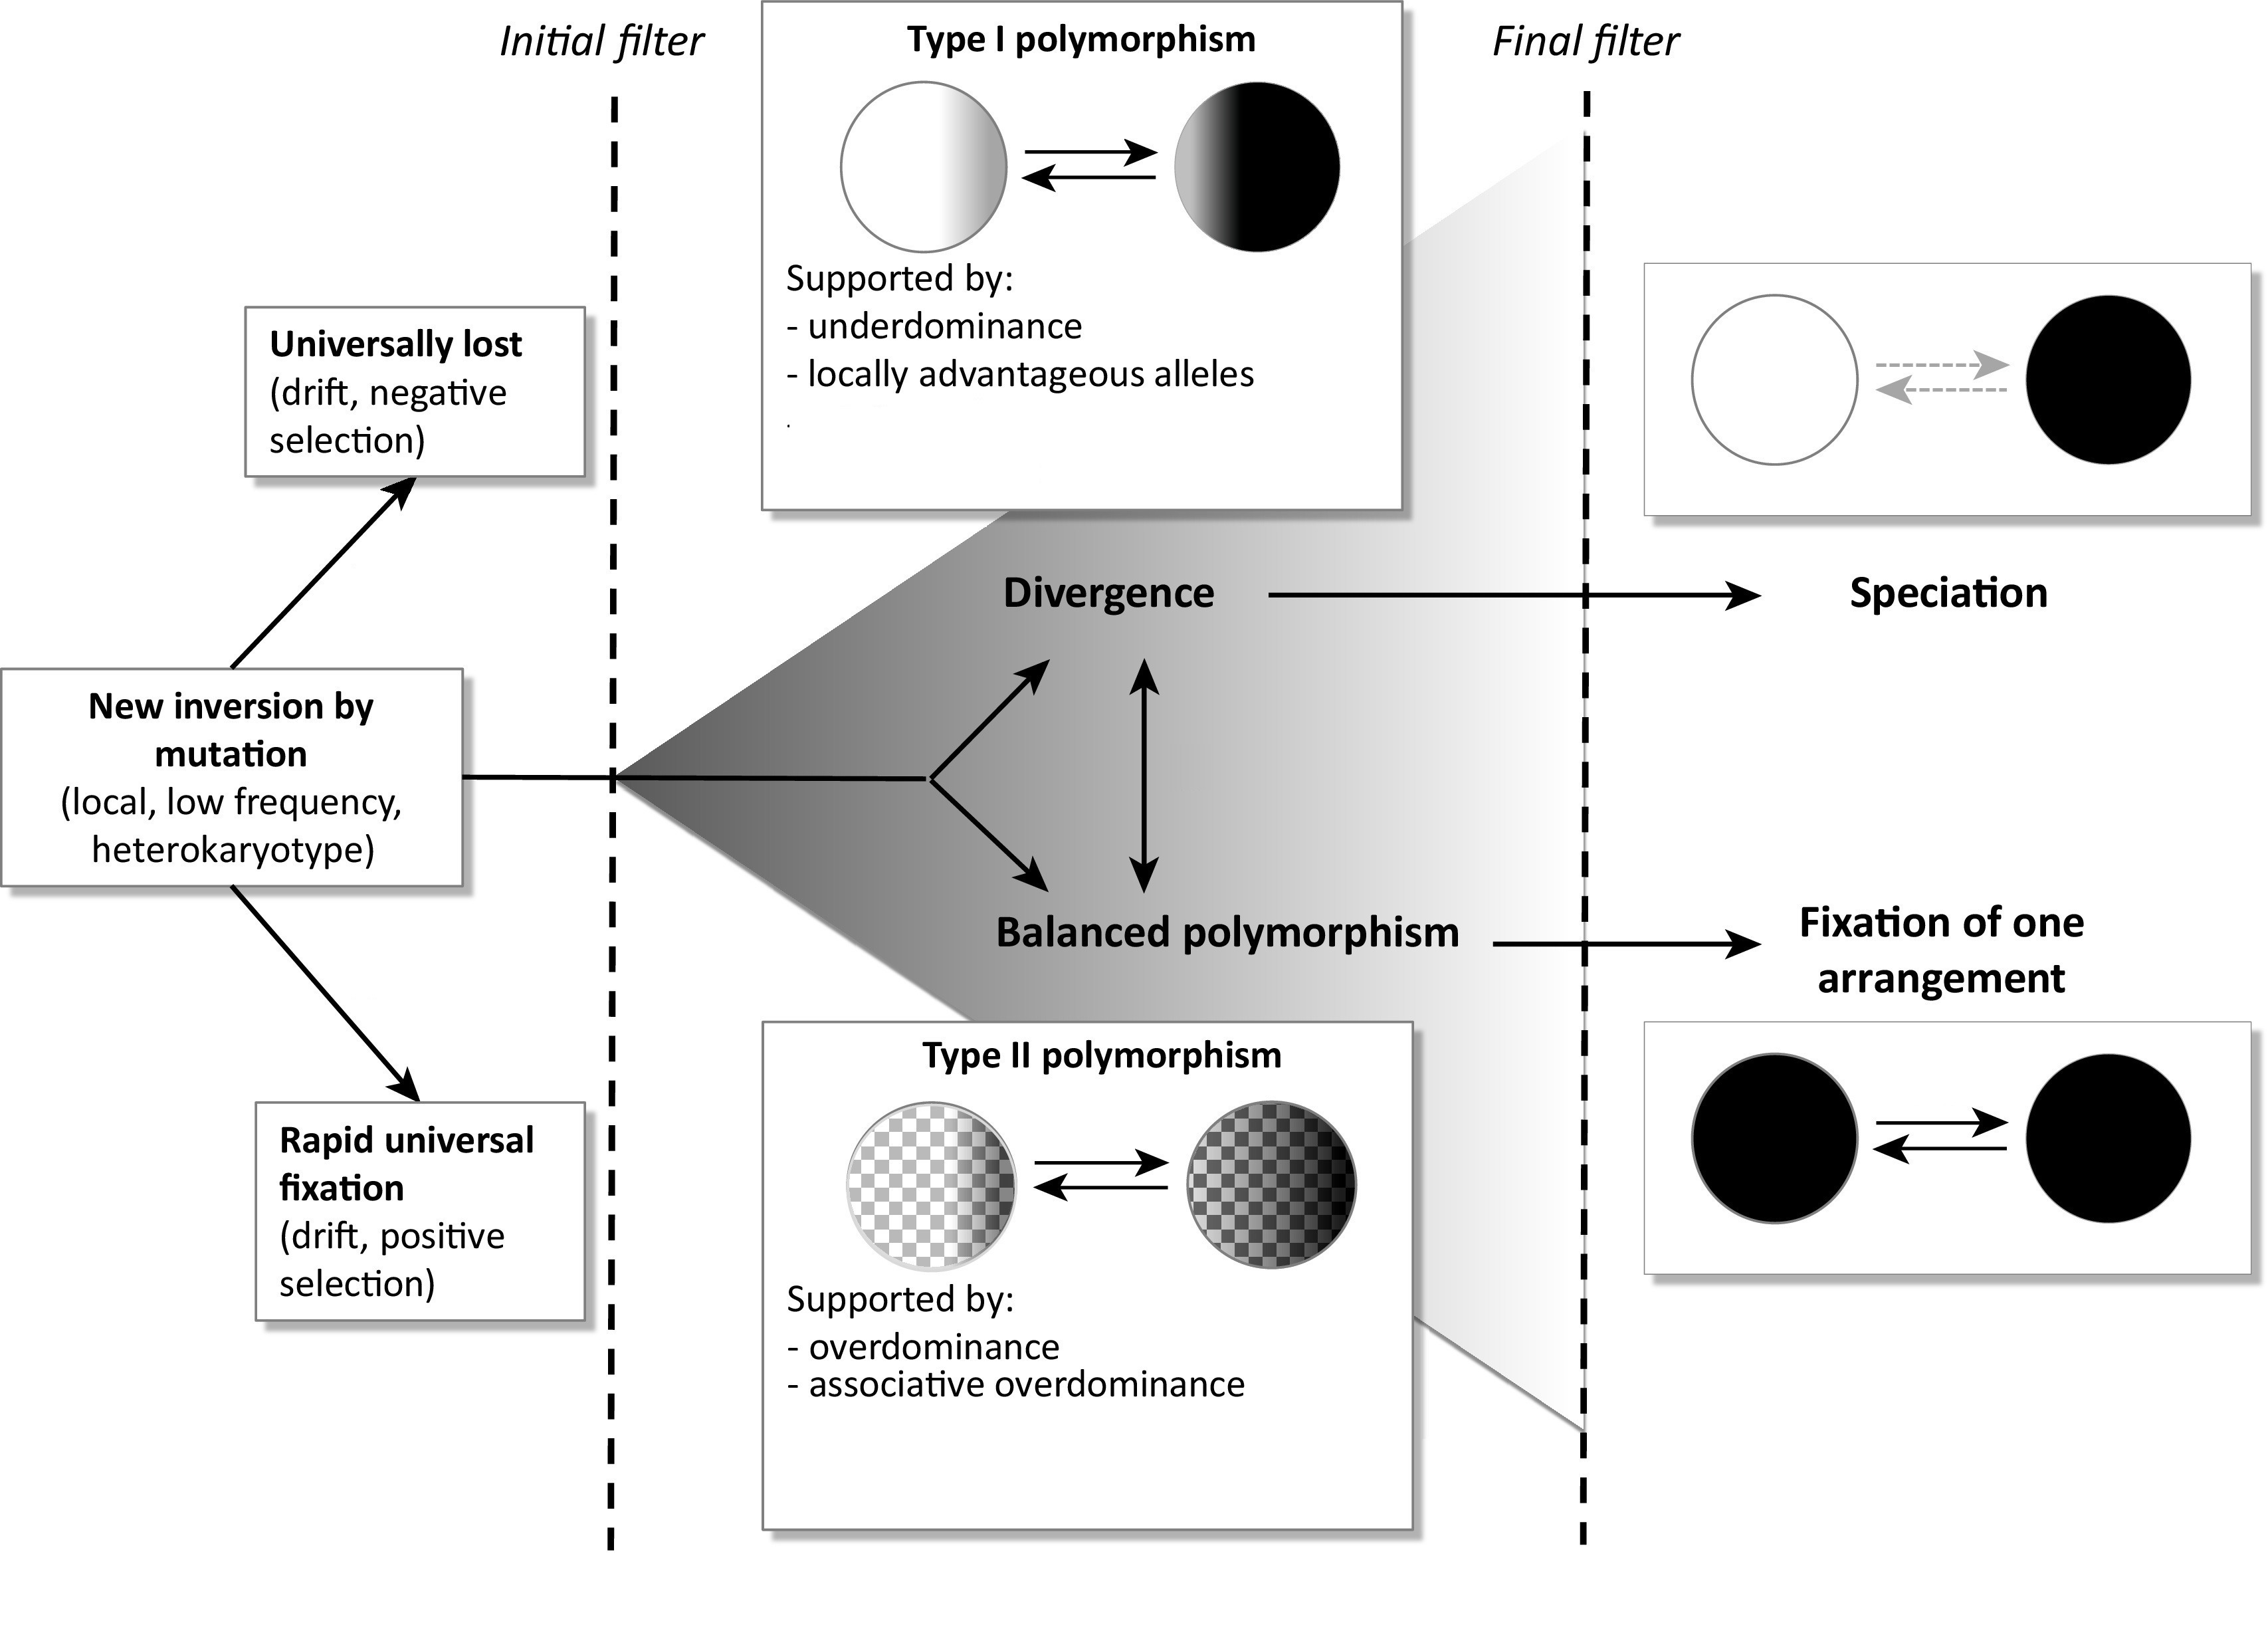 Initial filter
Final filter
Type I polymorphism
Supported by:
- underdominance
- locally advantageous alleles
.
Universally lost
(drift, negative
selection)
New inversion by
mutation
(local, low frequency,
heterokaryotype)
Rapid universal
fixation
(drift, positive
selection)
Divergence
Balanced polymorphism
Type II polymorphism
Supported by:
- overdominance
- associative overdominance
Speciation
Fixation of one
arrangement